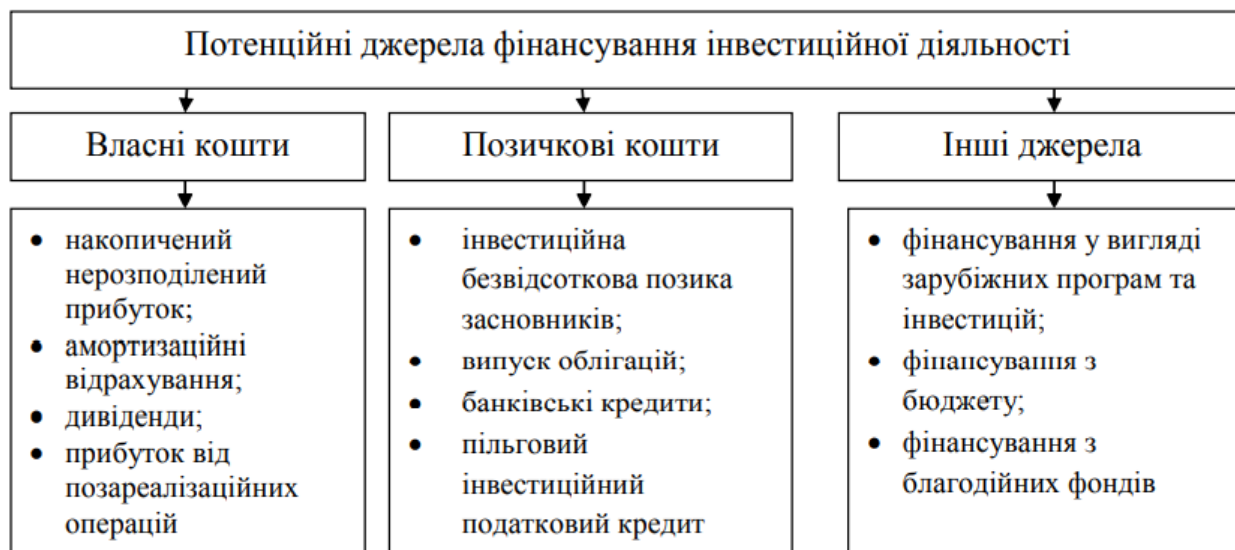 Потенційні джерела фінансування інвестиційної діяльності
Власні кошти
Позичкові кошти
Інші джерела
• накопичений
нерозподілений
прибуток;
• амортизаційні
відрахування;
• дивіденди;
• прибуток від
позареалізаційних
операцій
• інвестиційна
безвідсоткова позика
засновників;
• випуск облігацій;
• банківські кредити;
• пільговий
інвестиційний
податковий кредит
• фінансування у вигляді
зарубіжних програм та
інвестицій;
• фінансування з
бюджету;
• фінансування з
благодійних фондів